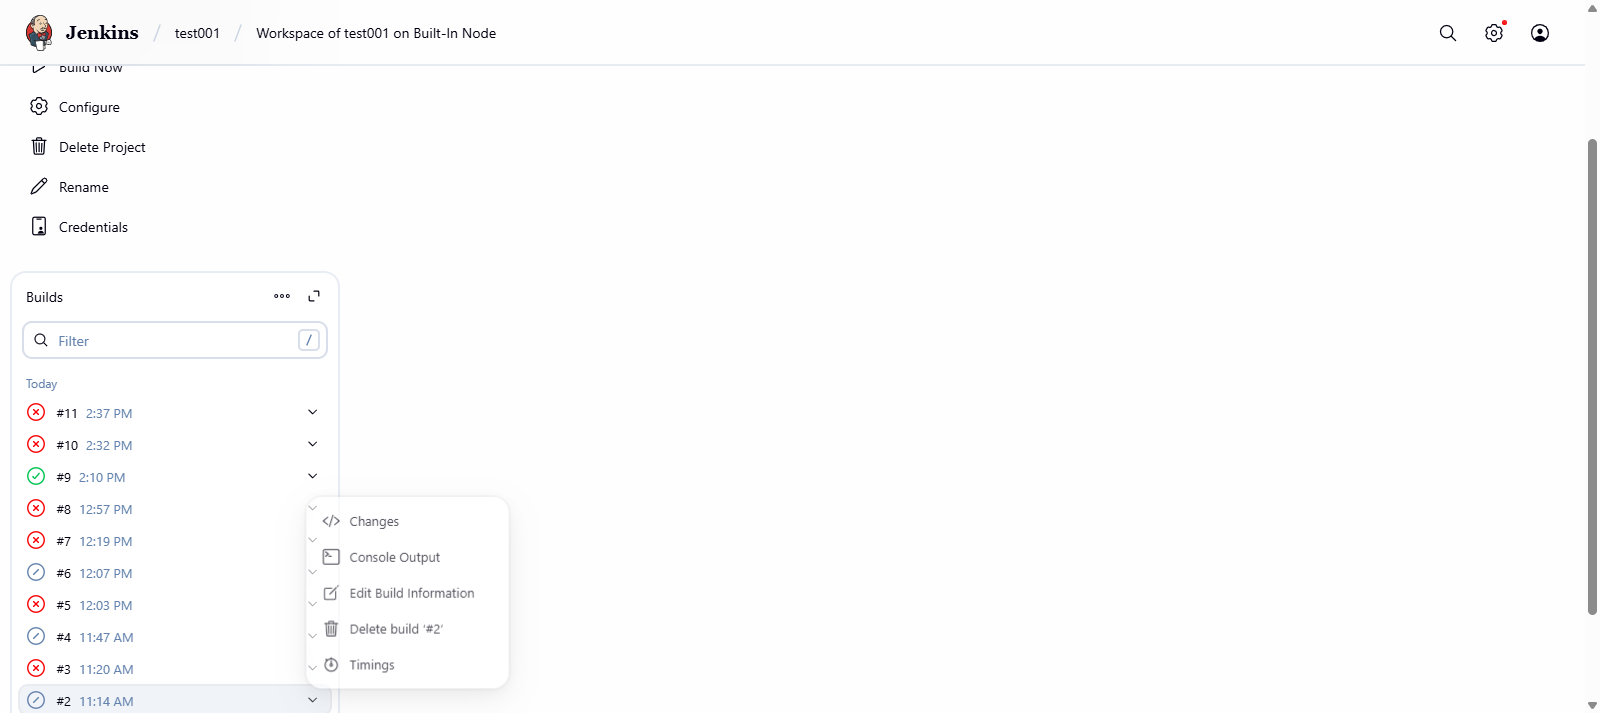 Jenkins / test001 / Workspace of test001 on Built-In Node
Build Now
Configure
Delete Project
Rename
Credentials
Builds
Filter /
Today
#11 2:37 PM
#10 2:32 PM
#9 2:10 PM
#8 12:57 PM
#7 12:19 PM
#6 12:07 PM
#5 12:03 PM
#4 11:47 AM
#3 11:20 AM
#2 11:14 AM
Changes
Console Output
Edit Build Information
Delete build '#2'
Timings